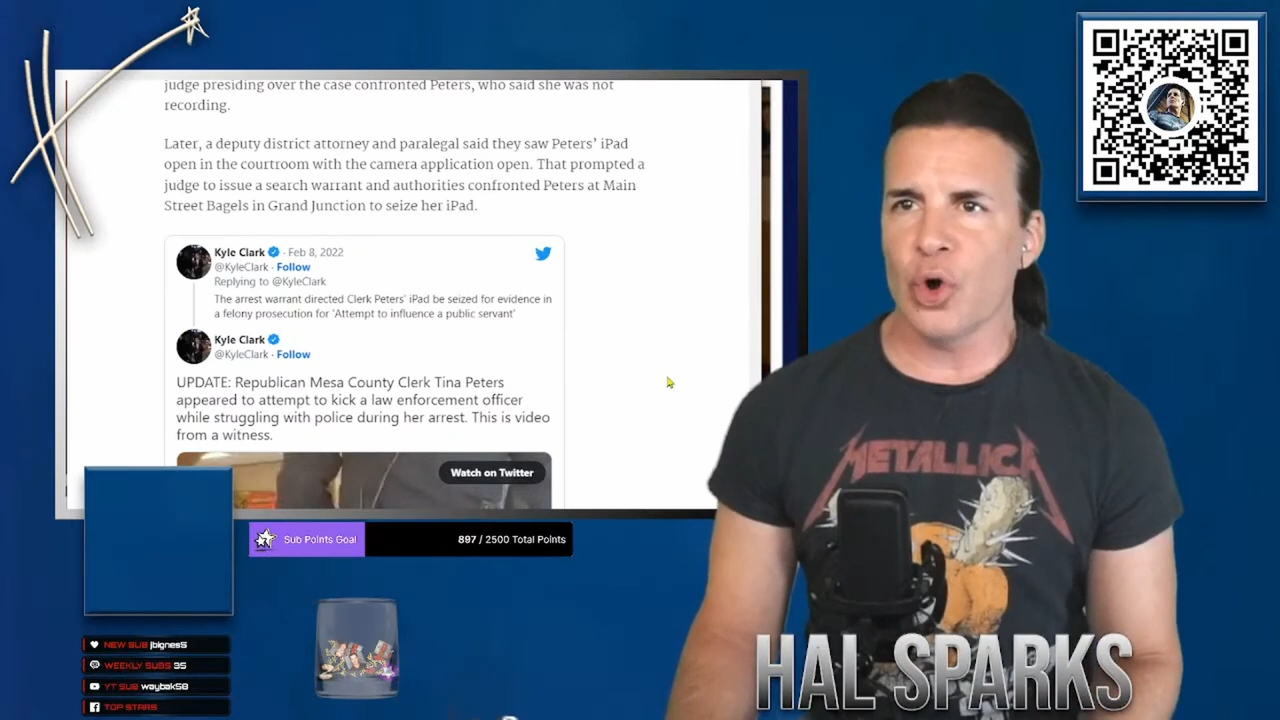 judge presiding over the case confronted Peters, who said she was not
recording.
Later, a deputy district attorney and paralegal said they saw Peters' iPad
open in the courtroom with the camera application open. That prompted a
judge to issue a search warrant and authorities confronted Peters at Main
Street Bagels in Grand Junction to seize her iPad.
Kyle Clark · Feb 8, 2022
@KyleClark · Follow
Replying to @KyleClark
The arrest warrant directed Clerk Peters' iPad be seized for evidence in
a felony prosecution for 'Attempt to influence a public servant'
Kyle Clark
@KyleClark · Follow
UPDATE: Republican Mesa County Clerk Tina Peters
appeared to attempt to kick a law enforcement officer
while struggling with police during her arrest. This is video
from a witness.
Watch on Twitter
Sub Points Goal 897 / 2500 Total Points
NEW SUB jbignes5
WEEKLY SUBS 35
YT SUB waybak58
TOP STARS
METALLICA
HAL SPARKS